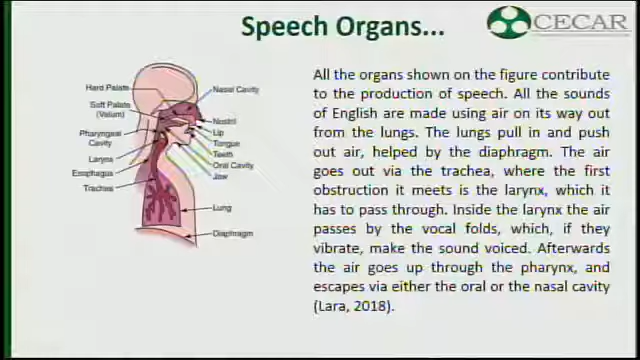 Speech Organs...
CECAR
Hard Palate
Soft Palate
(Velum)
Pharyngeal
Cavity
Larynx
Esophagus
Trachea
Nasal Cavity
Nostril
Lip
Tongue
Teeth
Oral Cavity
Jaw
Lung
Diaphragm
All the organs shown on the figure contribute
to the production of speech. All the sounds
of English are made using air on its way out
from the lungs. The lungs pull in and push
out air, helped by the diaphragm. The air
goes out via the trachea, where the first
obstruction it meets is the larynx, which it
has to pass through. Inside the larynx the air
passes by the vocal folds, which, if they
vibrate, make the sound voiced. Afterwards
the air goes up through the pharynx, and
escapes via either the oral or the nasal cavity
(Lara, 2018).